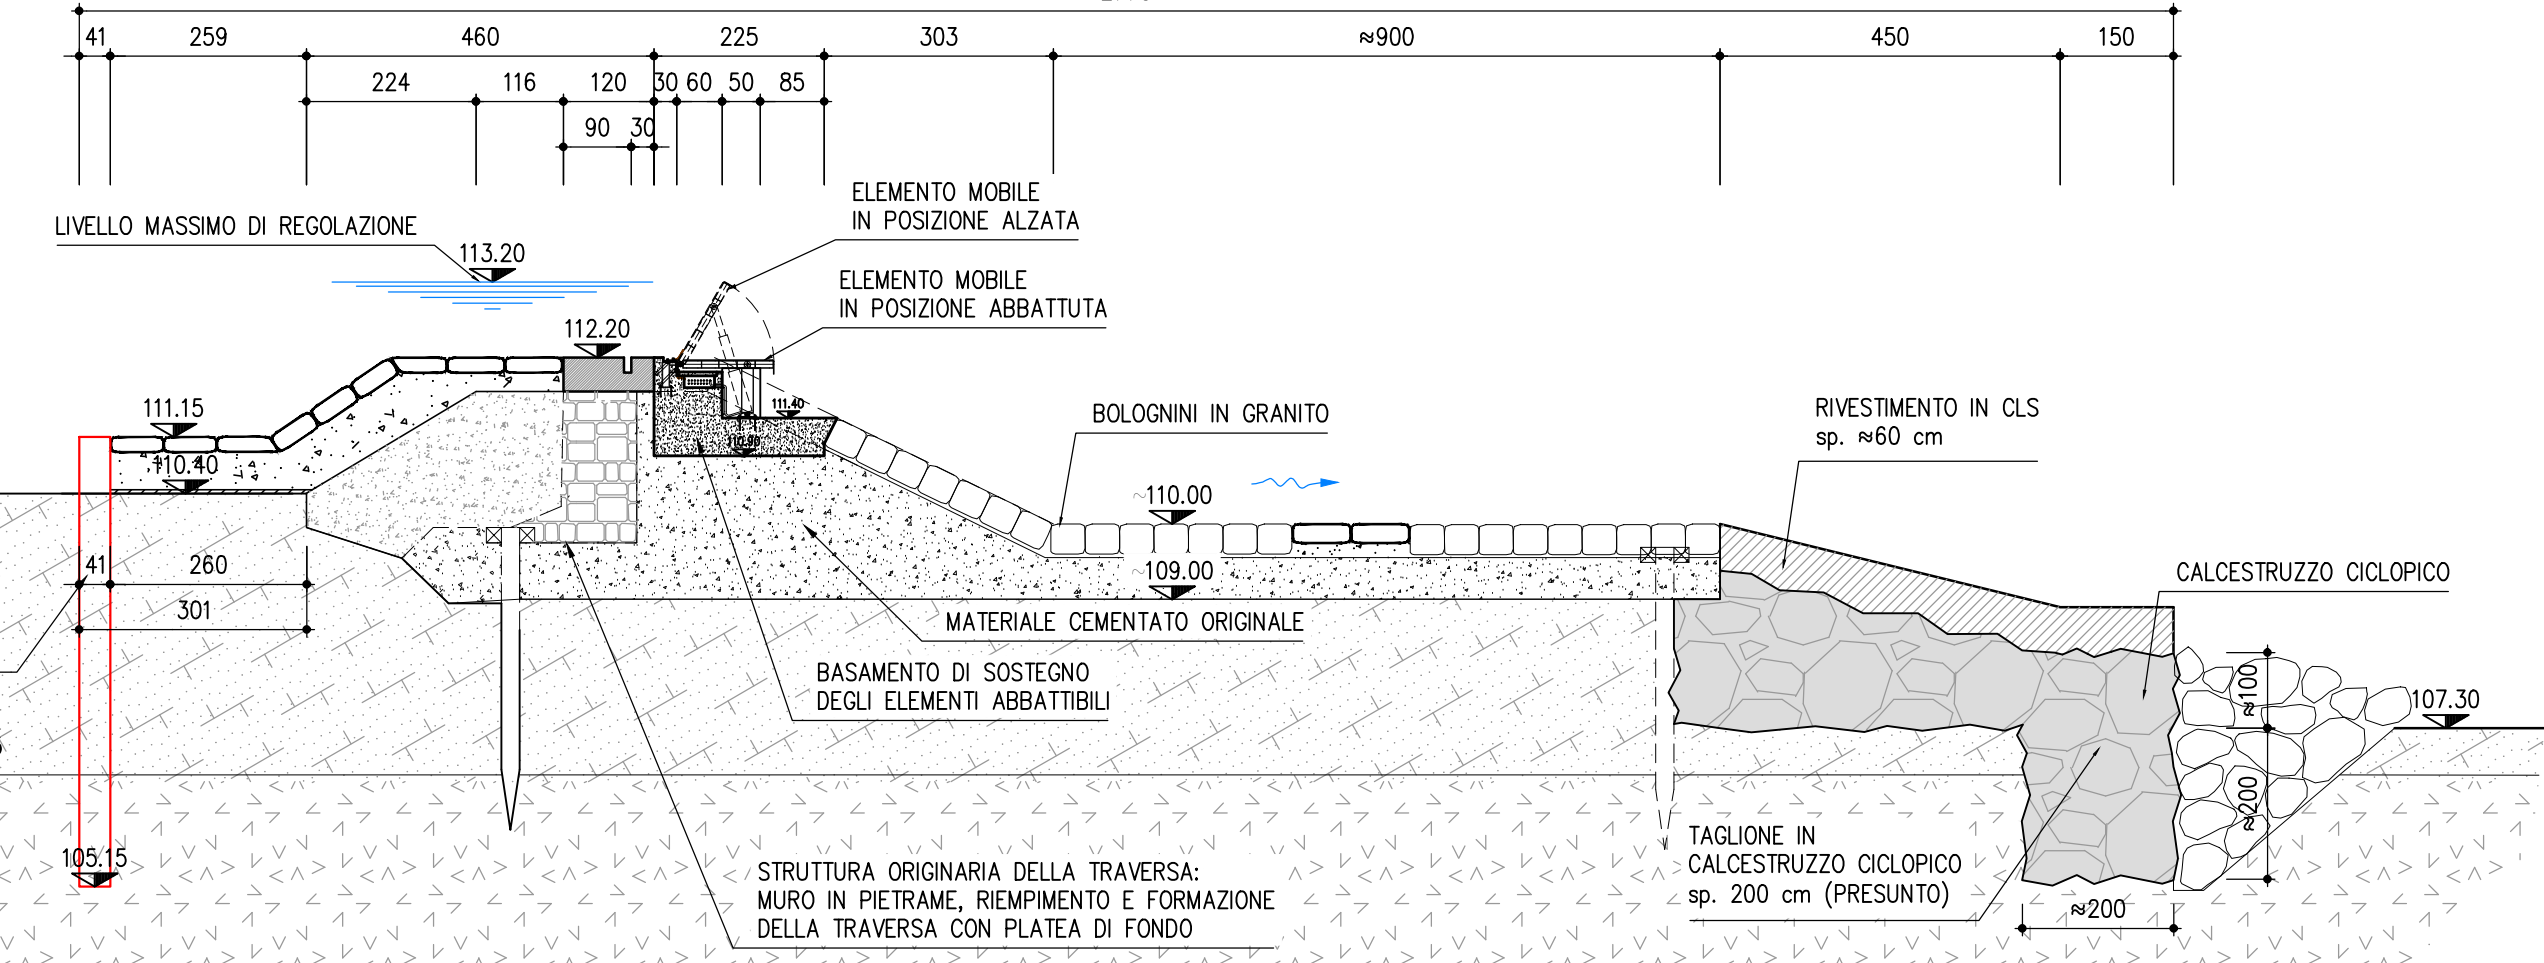 41 259 460 225 303 ≈900 450 150
224 116 120 30 60 50 85
90 30
ELEMENTO MOBILE
IN POSIZIONE ALZATA
LIVELLO MASSIMO DI REGOLAZIONE
113.20
ELEMENTO MOBILE
IN POSIZIONE ABBATTUTA
112.20
111.15
111.40
110.40
110.90
BOLOGNINI IN GRANITO
RIVESTIMENTO IN CLS
sp. ≈60 cm
~110.00
~109.00
41 260
301
CALCESTRUZZO CICLOPICO
MATERIALE CEMENTATO ORIGINALE
BASAMENTO DI SOSTEGNO
DEGLI ELEMENTI ABBATTIBILI
≈100
107.30
≈200
105.15
TAGLIONE IN
CALCESTRUZZO CICLOPICO
sp. 200 cm (PRESUNTO)
STRUTTURA ORIGINARIA DELLA TRAVERSA:
MURO IN PIETRAME, RIEMPIMENTO E FORMAZIONE
DELLA TRAVERSA CON PLATEA DI FONDO
≈200